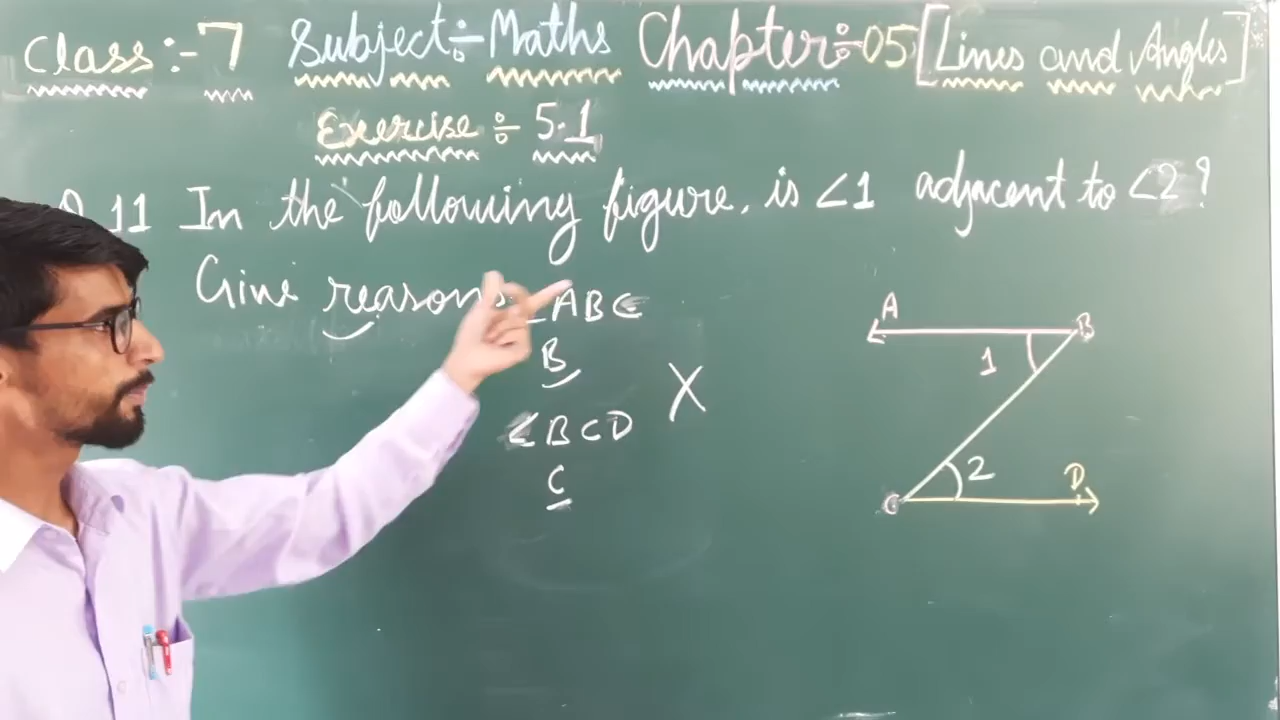 Class:-7 Subject÷Maths Chapter÷05 [Lines and Angles]
Exercise÷5.1
11 In the following figure, is ∠1 adjacent to ∠2?
Give reasons.
∠ABC
B
∠BCD
C
X
A
B
1
2
C
D